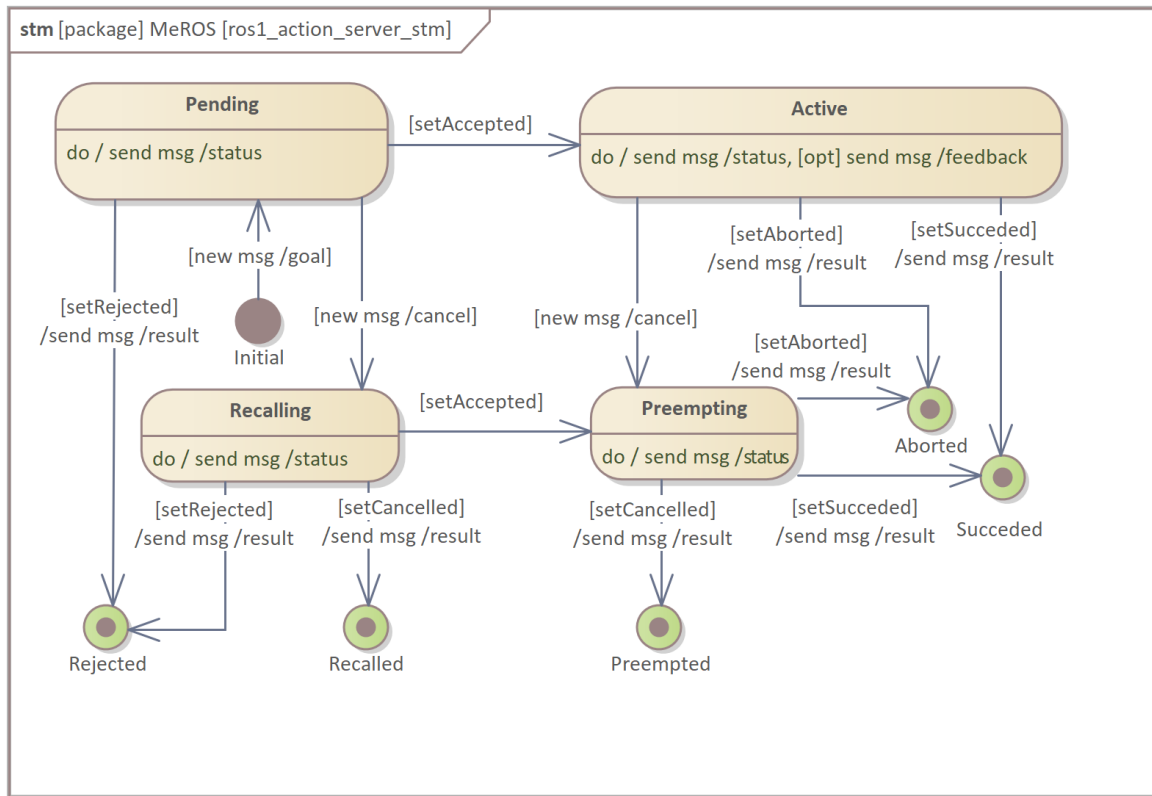 stm [package] MeROS [ros1_action_server_stm]
Pending
do / send msg /status
[setAccepted]
Active
do / send msg /status, [opt] send msg /feedback
[new msg /goal]
Initial
[setRejected]
/send msg /result
[new msg /cancel]
[new msg /cancel]
[setAborted]
/send msg /result
[setSucceded]
/send msg /result
Recalling
do / send msg /status
[setAccepted]
Preempting
do / send msg /status
[setAborted]
/send msg /result
Aborted
[setRejected]
/send msg /result
[setCancelled]
/send msg /result
[setCancelled]
/send msg /result
[setSucceded]
/send msg /result
Succeded
Rejected
Recalled
Preempted